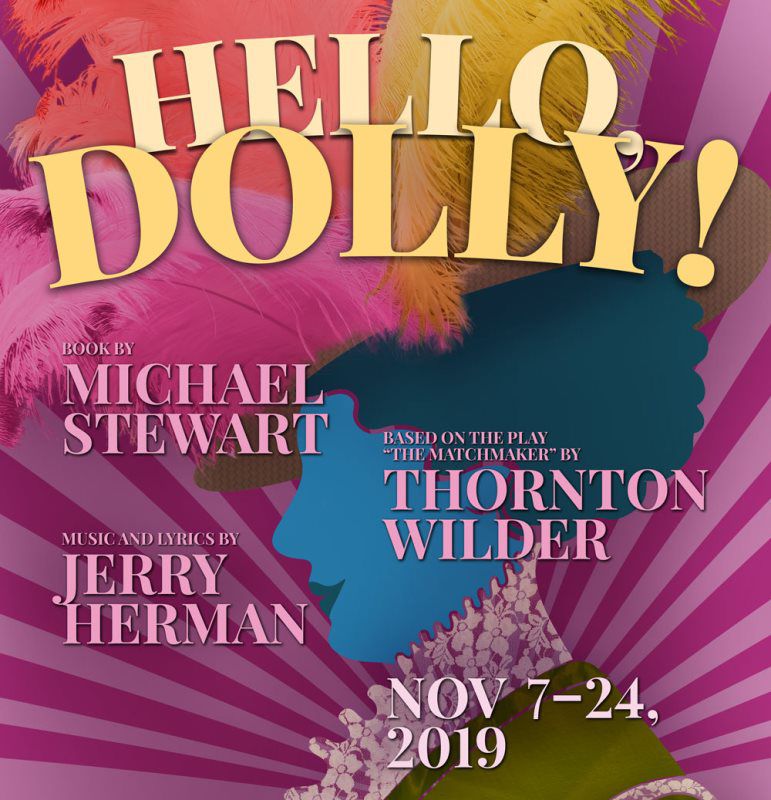 HELLO,
DOLLY!
BOOK BY
MICHAEL
STEWART
BASED ON THE PLAY
“THE MATCHMAKER” BY
THORNTON
WILDER
MUSIC AND LYRICS BY
JERRY
HERMAN
NOV 7–24,
2019